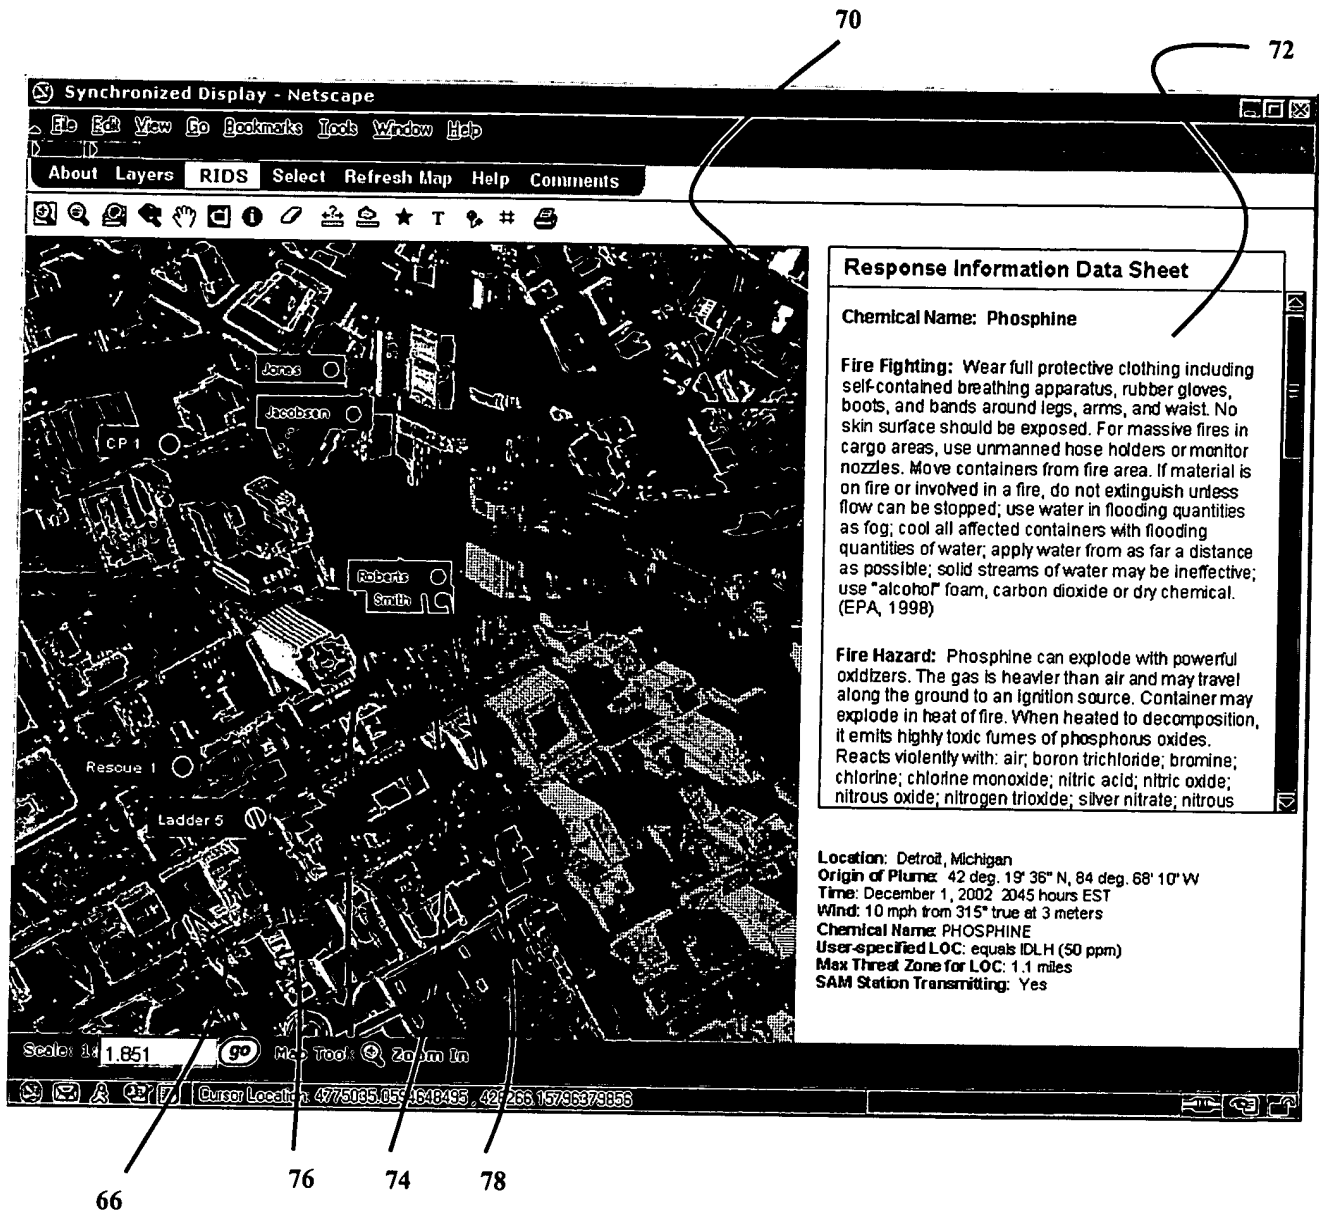 70
72
Synchronized Display - Netscape
File Edit View Go Bookmarks Tools Window Help
About Layers RIDS Select Refresh Map Help Comments
T
Response Information Data Sheet
Chemical Name: Phosphine
Fire Fighting: Wear full protective clothing including
self-contained breathing apparatus, rubber gloves,
boots, and bands around legs, arms, and waist. No
skin surface should be exposed. For massive fires in
cargo areas, use unmanned hose holders or monitor
nozzles. Move containers from fire area. If material is
on fire or involved in a fire, do not extinguish unless
flow can be stopped; use water in flooding quantities
as fog; cool all affected containers with flooding
quantities of water; apply water from as far a distance
as possible; solid streams of water may be ineffective;
use "alcohol" foam, carbon dioxide or dry chemical.
(EPA, 1998)
Fire Hazard: Phosphine can explode with powerful
oxidizers. The gas is heavier than air and may travel
along the ground to an ignition source. Container may
explode in heat of fire. When heated to decomposition,
it emits highly toxic fumes of phosphorus oxides.
Reacts violently with: air; boron trichloride; bromine;
chlorine; chlorine monoxide; nitric acid; nitric oxide;
nitrous oxide; nitrogen trioxide; silver nitrate; nitrous
Jones
Jacobsen
CP 1
Roberts
Smith
Rescue 1
Ladder 5
Location: Detroit, Michigan
Origin of Plume: 42 deg. 19' 36" N, 84 deg. 68' 10" W
Time: December 1, 2002 2045 hours EST
Wind: 10 mph from 315° true at 3 meters
Chemical Name: PHOSPHINE
User-specified LOC: equals IDLH (50 ppm)
Max Threat Zone for LOC: 1.1 miles
SAM Station Transmitting: Yes
Scale: 1: 1.851 go Map Tool: Zoom In
Cursor Location:
66
76
74
78